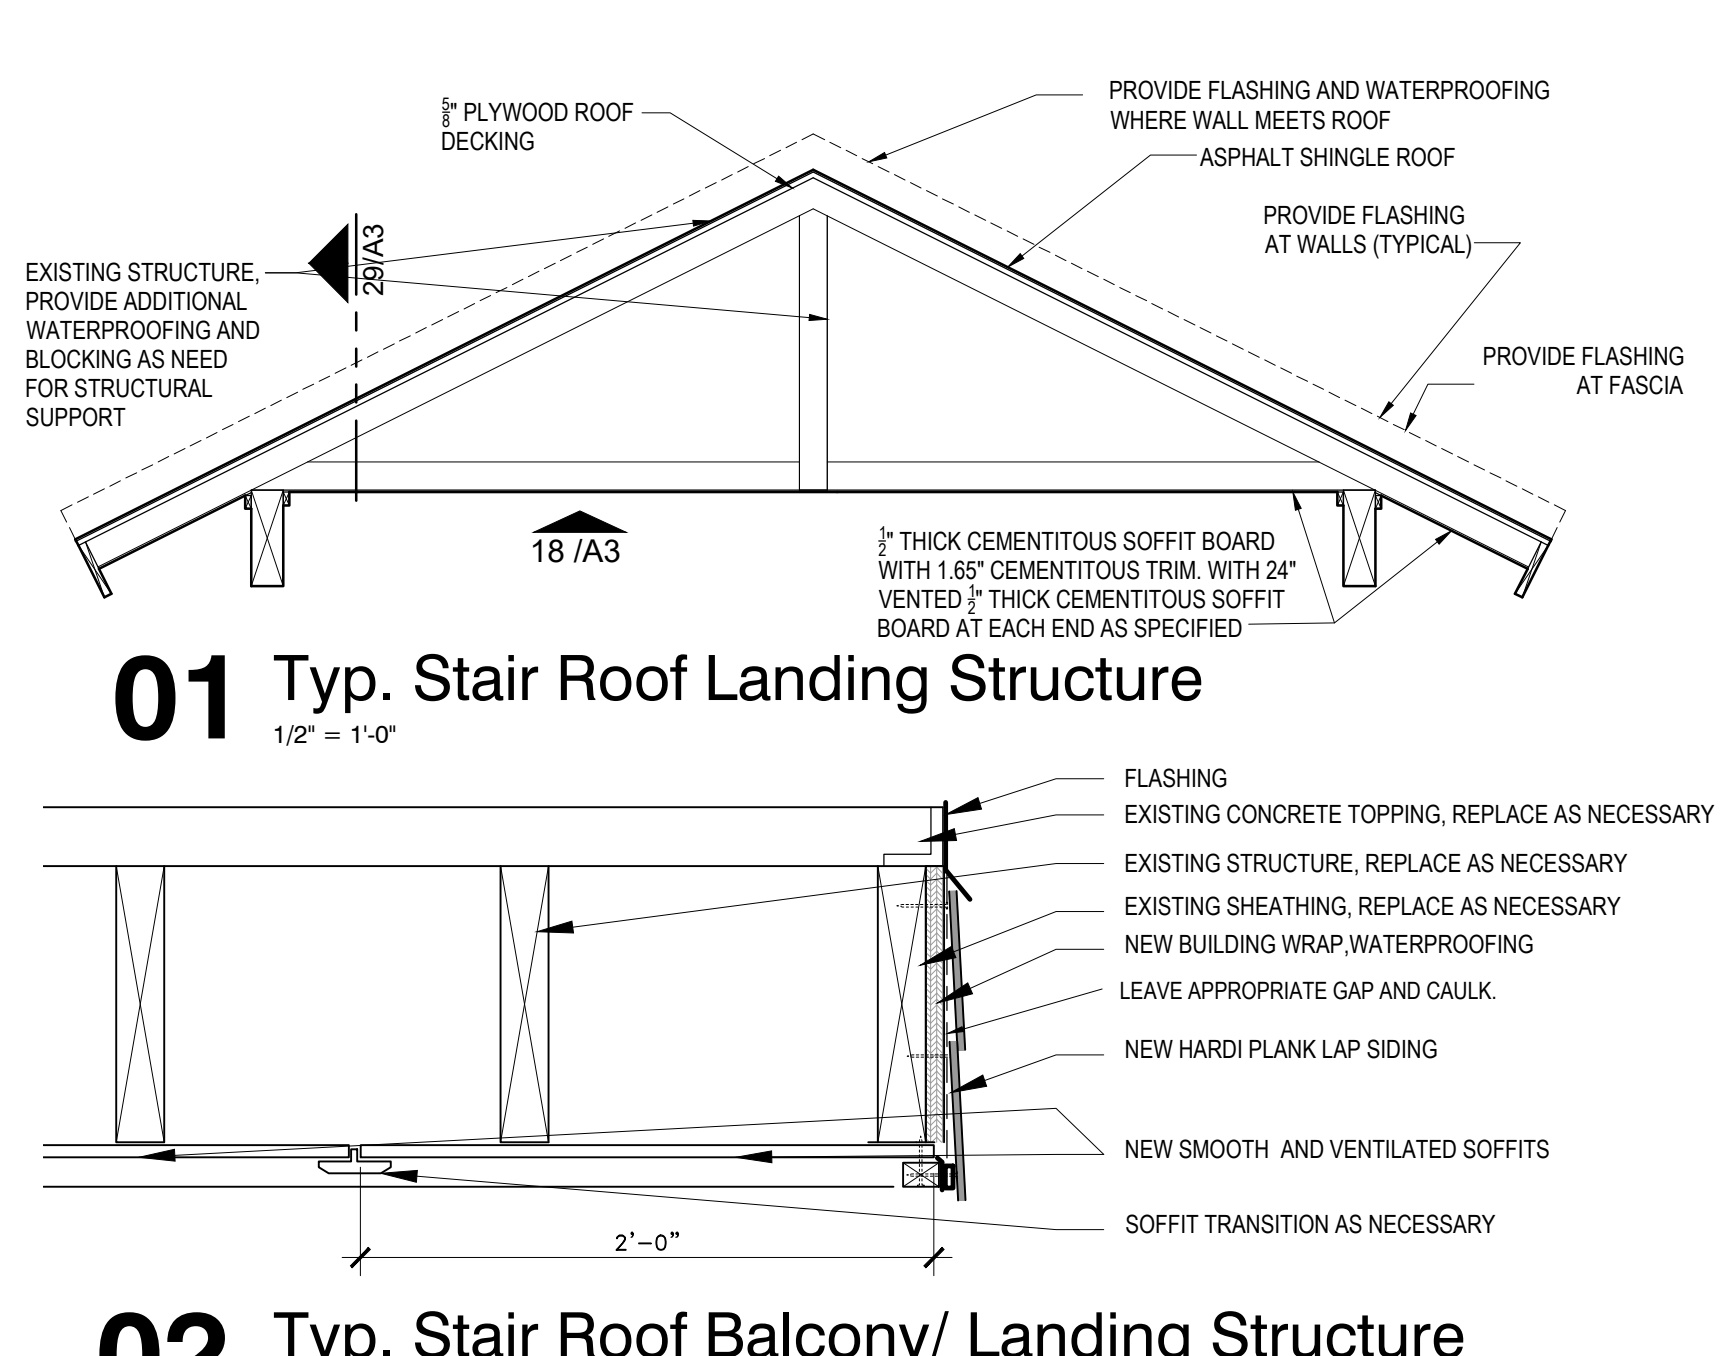 PROVIDE FLASHING AND WATERPROOFING
WHERE WALL MEETS ROOF
5/8" PLYWOOD ROOF
DECKING
ASPHALT SHINGLE ROOF
PROVIDE FLASHING
AT WALLS (TYPICAL)
29/A3
EXISTING STRUCTURE,
PROVIDE ADDITIONAL
WATERPROOFING AND
BLOCKING AS NEED
FOR STRUCTURAL
SUPPORT
PROVIDE FLASHING
AT FASCIA
18 /A3
1/2" THICK CEMENTITOUS SOFFIT BOARD
WITH 1.65" CEMENTITOUS TRIM. WITH 24"
VENTED 1/2" THICK CEMENTITOUS SOFFIT
BOARD AT EACH END AS SPECIFIED
01 Typ. Stair Roof Landing Structure
1/2" = 1'-0"
FLASHING
EXISTING CONCRETE TOPPING, REPLACE AS NECESSARY
EXISTING STRUCTURE, REPLACE AS NECESSARY
EXISTING SHEATHING, REPLACE AS NECESSARY
NEW BUILDING WRAP,WATERPROOFING
LEAVE APPROPRIATE GAP AND CAULK.
NEW HARDI PLANK LAP SIDING
NEW SMOOTH  AND VENTILATED SOFFITS
SOFFIT TRANSITION AS NECESSARY
2'-0"
02 Typ. Stair Roof Balcony/ Landing Structure